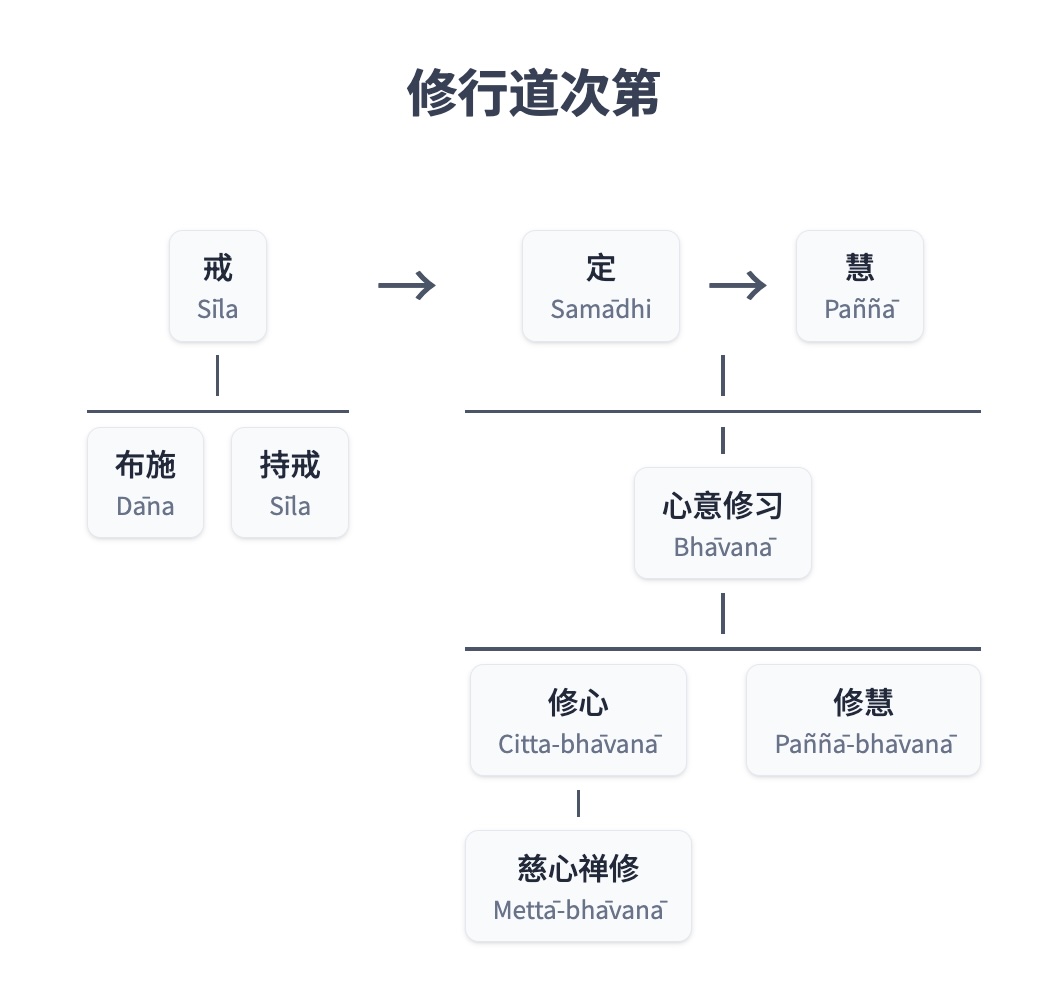 修行道次第
戒
Sīla
→
定
Samādhi
→
慧
Paññā
布施
Dāna
持戒
Sīla
心意修习
Bhāvanā
修心
Citta-bhāvanā
修慧
Paññā-bhāvanā
慈心禅修
Mettā-bhāvanā